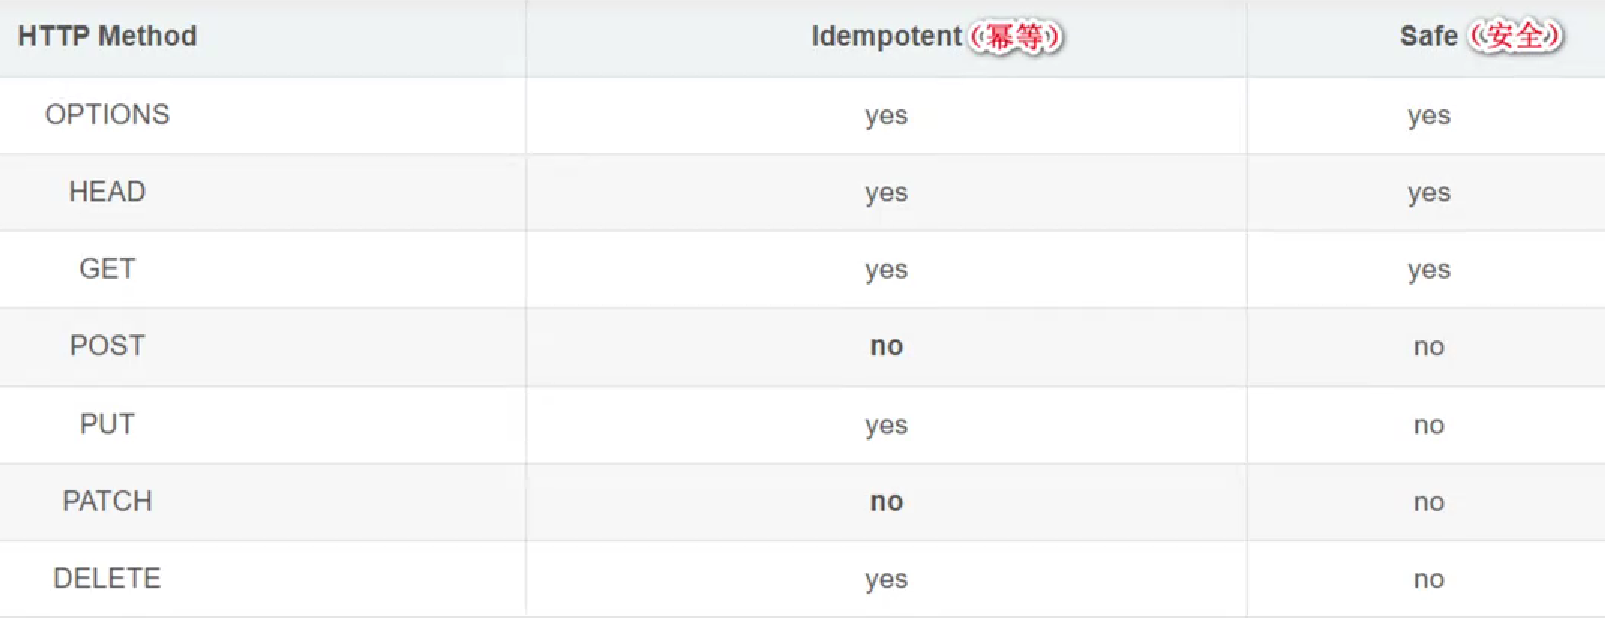 HTTP Method Idempotent (幂等) Safe (安全)
OPTIONS yes yes
HEAD yes yes
GET yes yes
POST no no
PUT yes no
PATCH no no
DELETE yes no